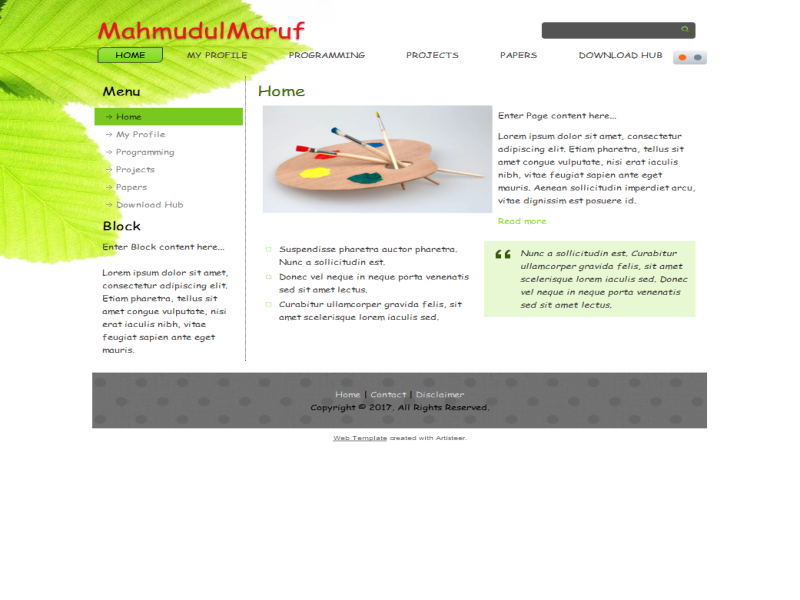 MahmudulMaruf
HOME MY PROFILE PROGRAMMING PROJECTS PAPERS DOWNLOAD HUB
Menu
Home
My Profile
Programming
Projects
Papers
Download Hub
Block
Enter Block content here...
Lorem ipsum dolor sit amet,
consectetur adipiscing elit.
Etiam pharetra, tellus sit
amet congue vulputate, nisi
erat iaculis nibh, vitae
feugiat sapien ante eget
mauris.
Home
Enter Page content here...
Lorem ipsum dolor sit amet, consectetur
adipiscing elit. Etiam pharetra, tellus sit
amet congue vulputate, nisi erat iaculis
nibh, vitae feugiat sapien ante eget
mauris. Aenean sollicitudin imperdiet arcu,
vitae dignissim est posuere id.
Read more
Suspendisse pharetra auctor pharetra.
Nunc a sollicitudin est.
Donec vel neque in neque porta venenatis
sed sit amet lectus.
Curabitur ullamcorper gravida felis, sit
amet scelerisque lorem iaculis sed.
Nunc a sollicitudin est. Curabitur
ullamcorper gravida felis, sit amet
scelerisque lorem iaculis sed. Donec
vel neque in neque porta venenatis
sed sit amet lectus.
Home | Contact | Disclaimer
Copyright © 2017. All Rights Reserved.
Web Template created with Artisteer.